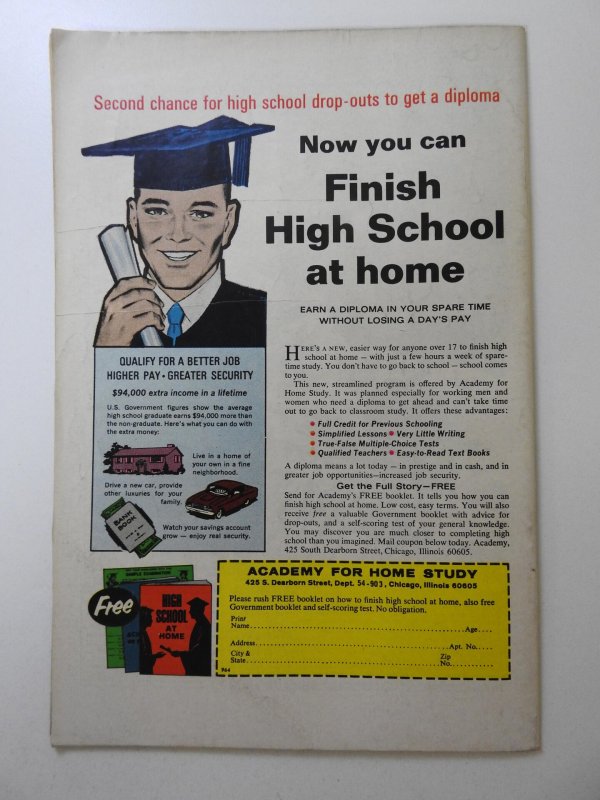 Second chance for high school drop-outs to get a diploma
Now you can
Finish
High School
at home
EARN A DIPLOMA IN YOUR SPARE TIME
WITHOUT LOSING A DAY'S PAY
QUALIFY FOR A BETTER JOB
HIGHER PAY • GREATER SECURITY
$94,000 extra income in a lifetime
U.S. Government figures show the average
high school graduate earns $94,000 more than
the non-graduate. Here's what you can do with
the extra money:
Live in a home of
your own in a fine
neighborhood.
Drive a new car, provide
other luxuries for your
family.
BANK
BOOK
Watch your savings account
grow — enjoy real security.
HERE'S A NEW, easier way for anyone over 17 to finish high
school at home — with just a few hours a week of spare-
time study. You don't have to go back to school — school comes
to you.
This new, streamlined program is offered by Academy for
Home Study. It was planned especially for working men and
women who need a diploma to get ahead and can't take time
out to go back to classroom study. It offers these advantages:
• Full Credit for Previous Schooling
• Simplified Lessons • Very Little Writing
• True-False Multiple-Choice Tests
• Qualified Teachers • Easy-to-Read Text Books
A diploma means a lot today — in prestige and in cash, and in
greater job opportunities—increased job security.
Get the Full Story—FREE
Send for Academy's FREE booklet. It tells you how you can
finish high school at home. Low cost, easy terms. You will also
receive free a valuable Government booklet with advice for
drop-outs, and a self-scoring test of your general knowledge.
You may discover you are much closer to completing high
school than you imagined. Mail coupon below today. Academy,
425 South Dearborn Street, Chicago, Illinois 60605.
Free
HIGH
SCHOOL
AT
HOME
ACADEMY FOR HOME STUDY
425 S. Dearborn Street, Dept. 54-903, Chicago, Illinois 60605
Please rush FREE booklet on how to finish high school at home, also free
Government booklet and self-scoring test. No obligation.
Print
Name Age
Address Apt. No.
City & Zip
State No.